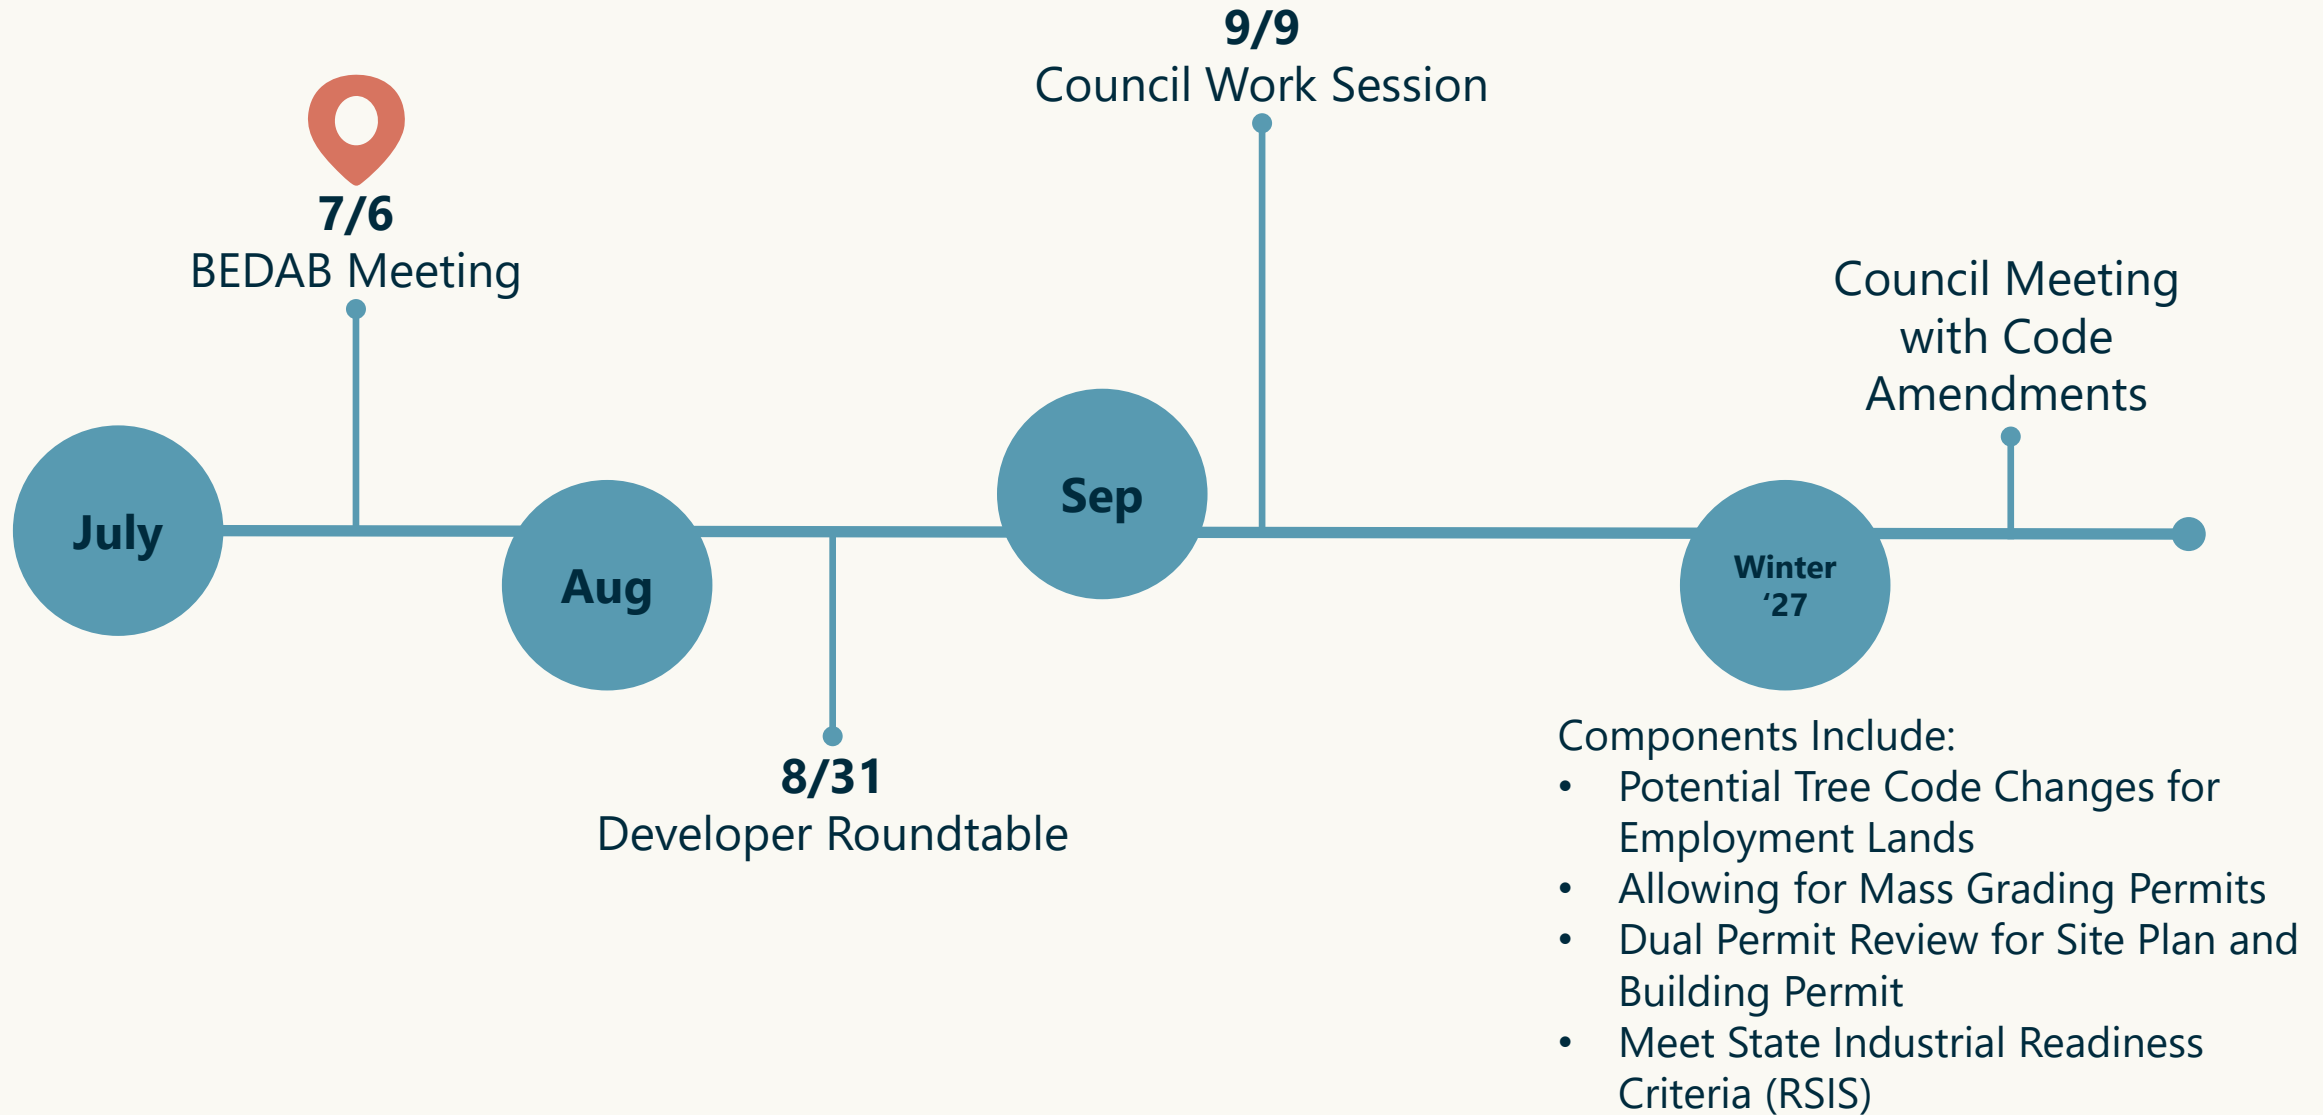 July
7/6
BEDAB Meeting
Aug
8/31
Developer Roundtable
Sep
9/9
Council Work Session
Winter
‘27
Council Meeting
with Code
Amendments
Components Include:
• Potential Tree Code Changes for
Employment Lands
• Allowing for Mass Grading Permits
• Dual Permit Review for Site Plan and
Building Permit
• Meet State Industrial Readiness
Criteria (RSIS)